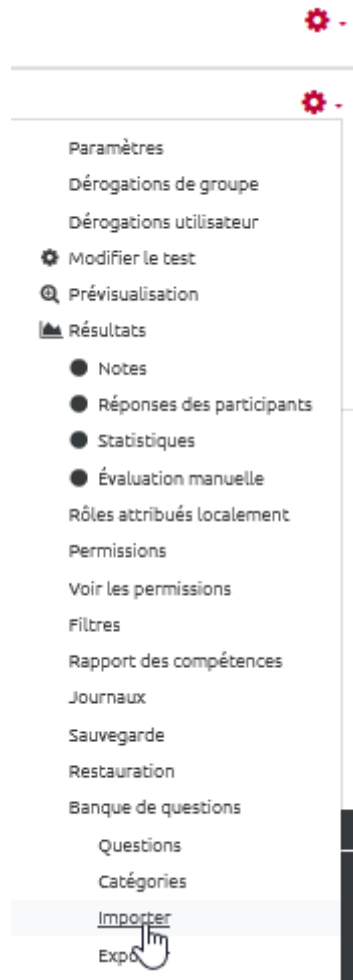 Paramètres
Dérogations de groupe
Dérogations utilisateur
Modifier le test
Prévisualisation
Résultats
Notes
Réponses des participants
Statistiques
Évaluation manuelle
Rôles attribués localement
Permissions
Voir les permissions
Filtres
Rapport des compétences
Journaux
Sauvegarde
Restauration
Banque de questions
Questions
Catégories
Importer